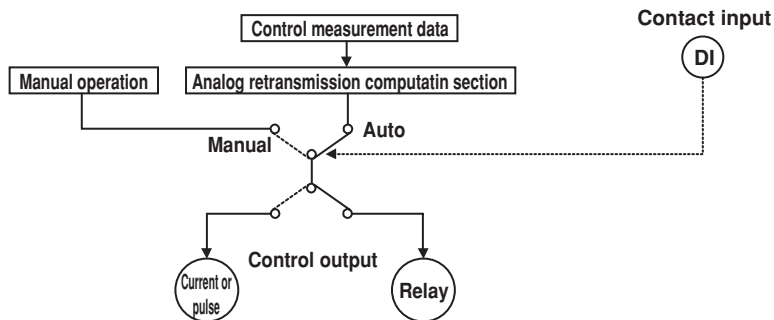 Contact input
Control measurement data
DI
Manual operation
Analog retransmission computatin section
Manual
Auto
Control output
Current or
pulse
Relay